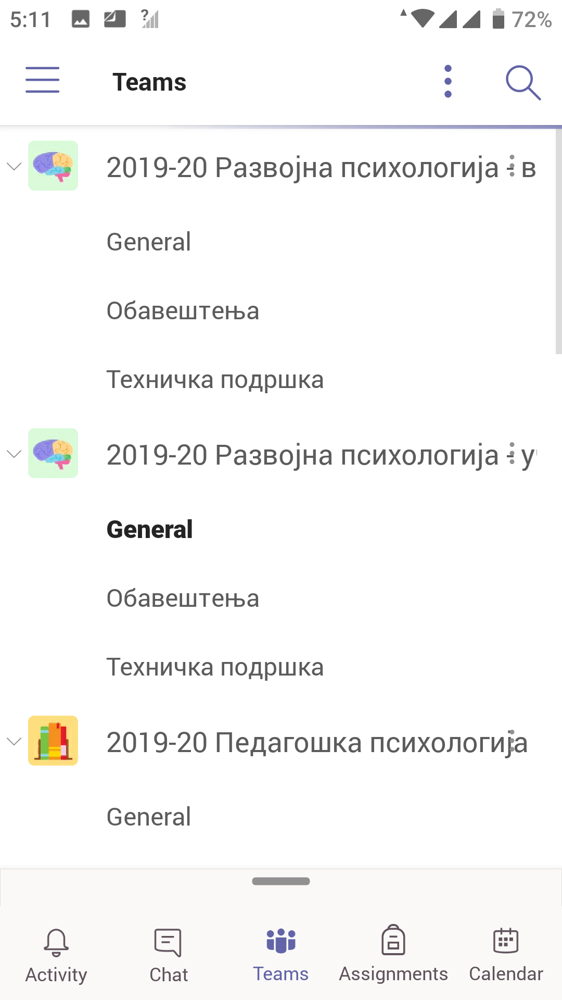 5:11 ? 72%
Teams
2019-20 Развојна психологија - в
General
Обавештења
Техничка подршка
2019-20 Развојна психологија - у
General
Обавештења
Техничка подршка
2019-20 Педагошка психологија
General
Activity Chat Teams Assignments Calendar